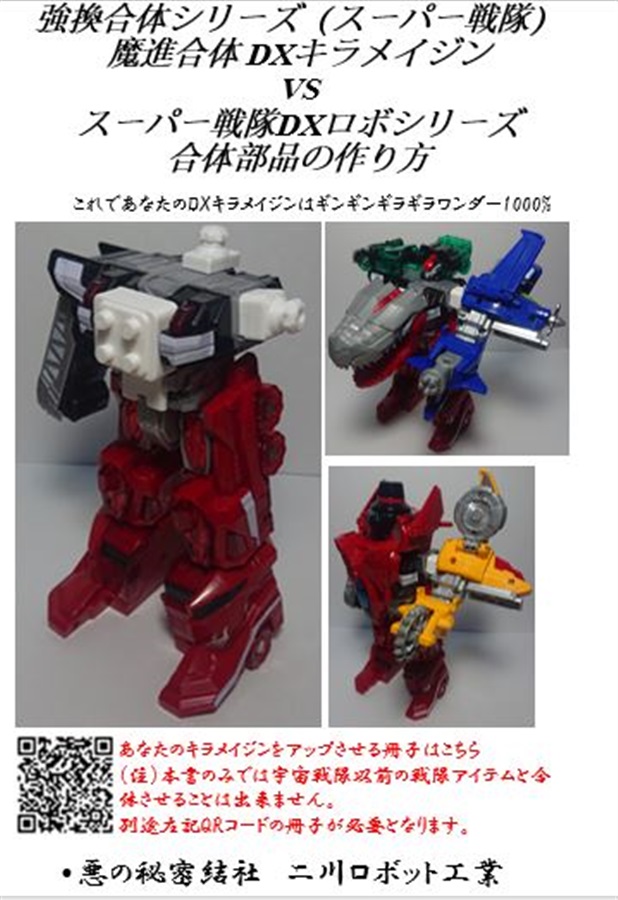 強換合体シリーズ（スーパー戦隊）
魔進合体 DXキラメイジン
VS
スーパー戦隊DXロボシリーズ
合体部品の作り方
これであなたのDXキラメイジンはギンギンギラギラワンダー1000%
あなたのキラメイジンをアップさせる冊子はこちら
（注）本書のみでは宇宙戦隊以前の戦隊アイテムと合
体させることは出来ません。
別途左記QRコードの冊子が必要となります。
・悪の秘密結社　二川ロボット工業